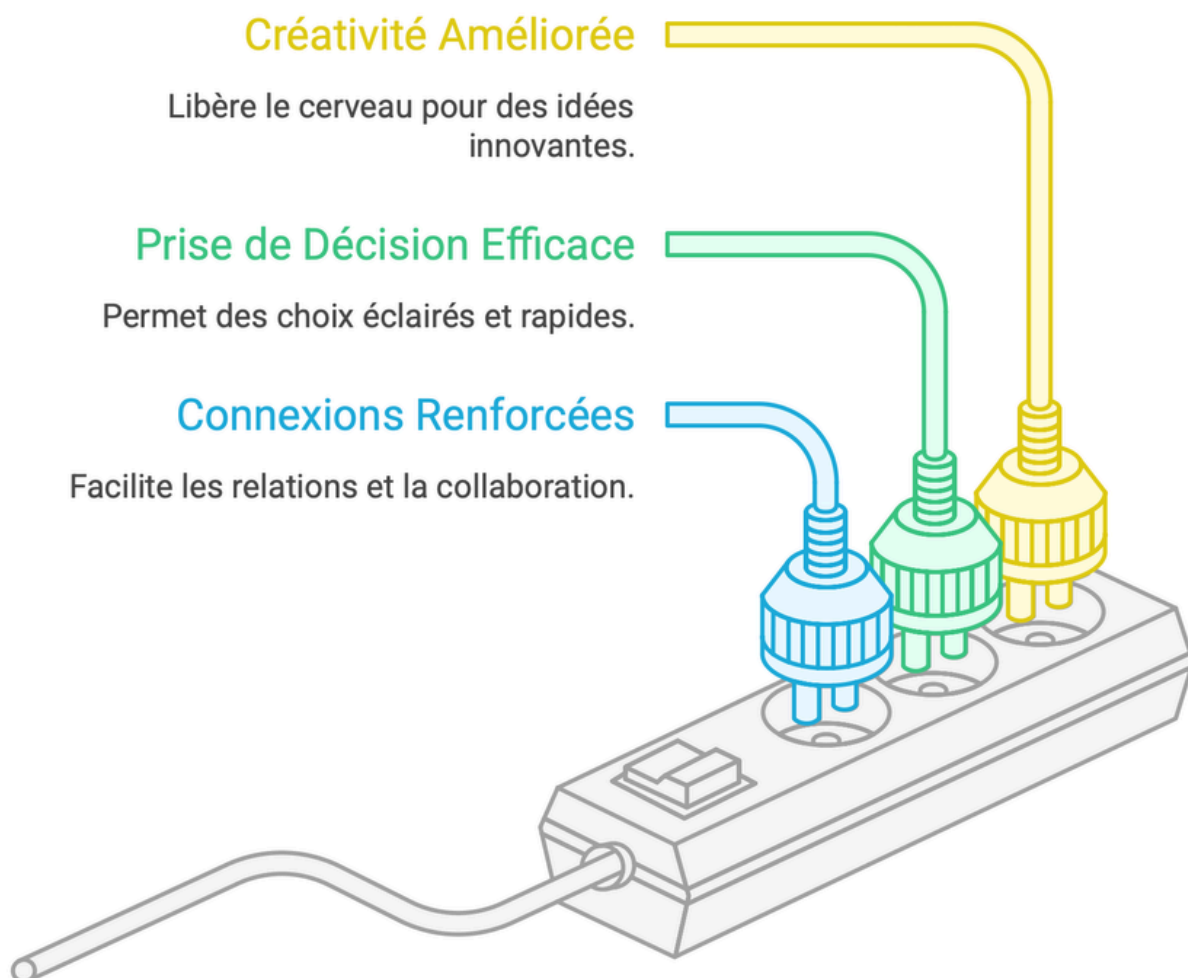 Créativité Améliorée
Libère le cerveau pour des idées
innovantes.
Prise de Décision Efficace
Permet des choix éclairés et rapides.
Connexions Renforcées
Facilite les relations et la collaboration.